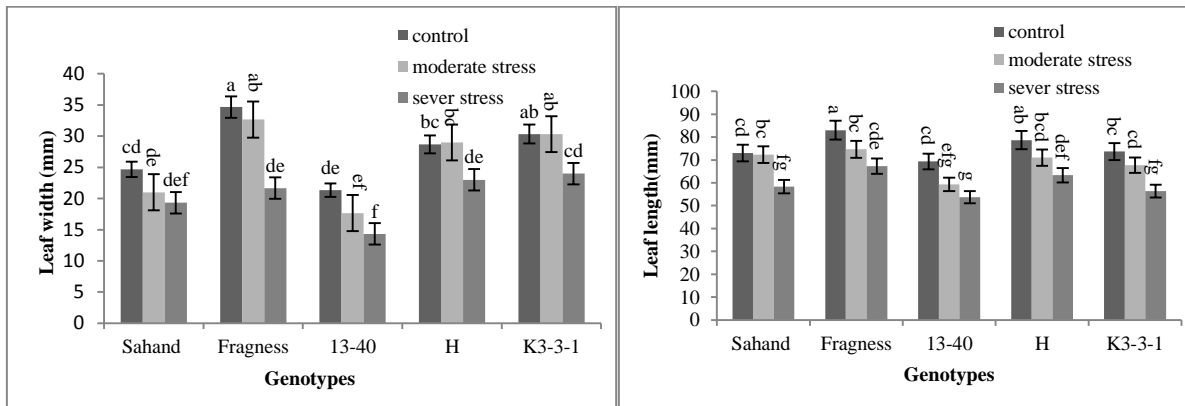 control
moderate stress
sever stress
Leaf width (mm)
40
35
30
25
20
15
10
5
0
cd de def
a ab de
de ef f
bc bc de
ab ab cd
Sahand Fragness 13-40 H K3-3-1
Genotypes
control
moderate stress
sever stress
Leaf length(mm)
100
90
80
70
60
50
40
30
20
10
0
cd bc fg
a bc cde
cd efg g
ab bcd def
bc cd fg
Sahand Fragness 13-40 H K3-3-1
Genotypes